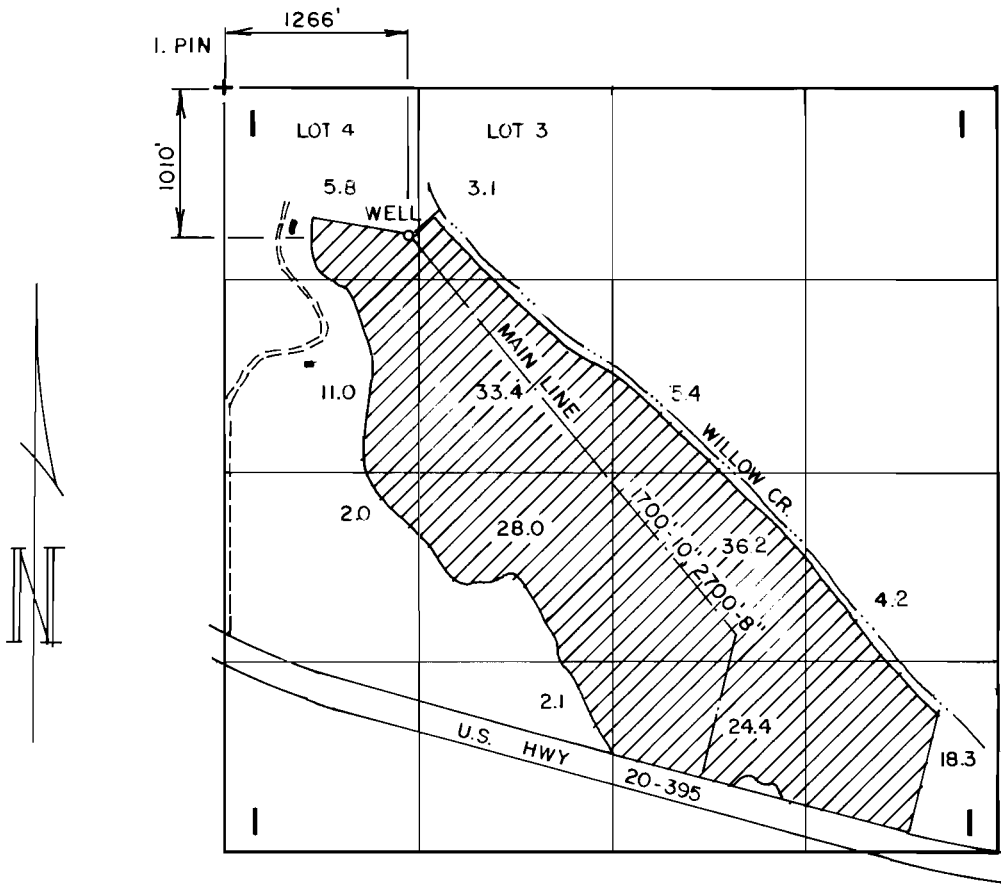 1266'
I. PIN
1010'
LOT 4
LOT 3
5.8
3.1
WELL
MAIN LINE
11.0
33.4
5.4
WILLOW CR.
2.0
28.0
1700'-10", 2700'-8"
36.2
4.2
N
2.1
24.4
18.3
U.S. HWY
20-395